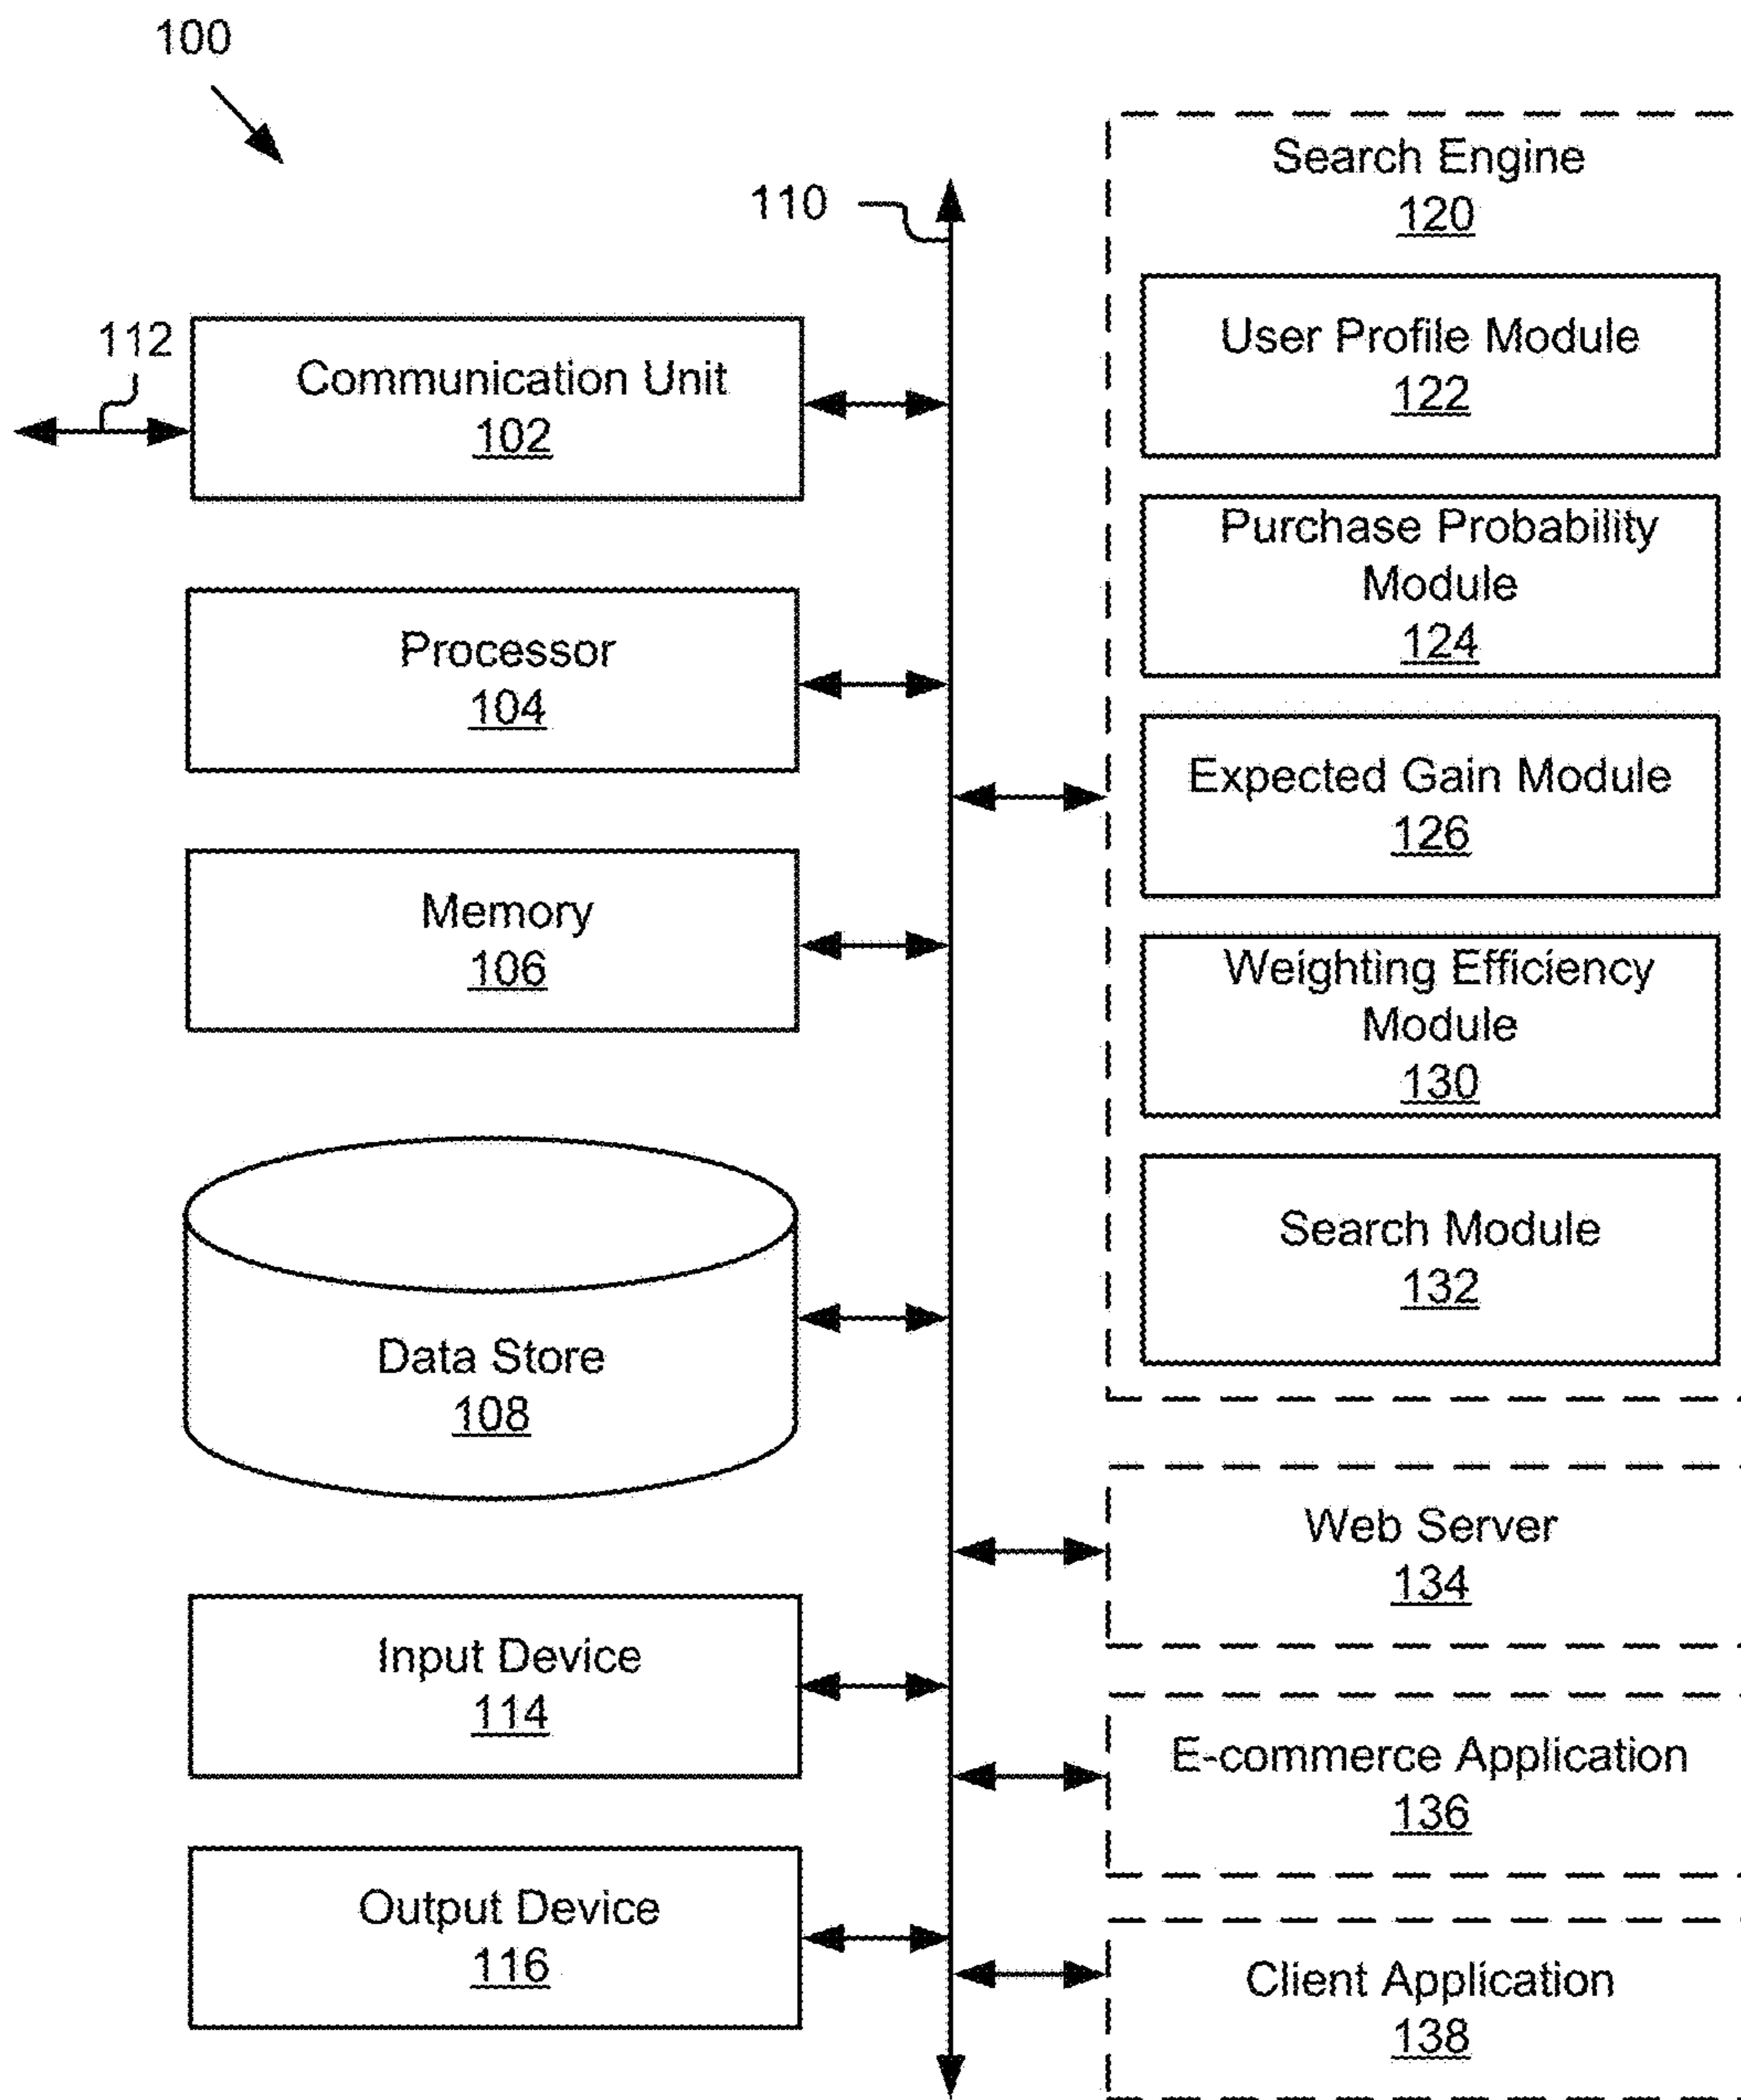 100
110
112
Communication Unit
102
Processor
104
Memory
106
Data Store
108
Input Device
114
Output Device
116
Search Engine
120
User Profile Module
122
Purchase Probability
Module
124
Expected Gain Module
126
Weighting Efficiency
Module
130
Search Module
132
Web Server
134
E-commerce Application
136
Client Application
138